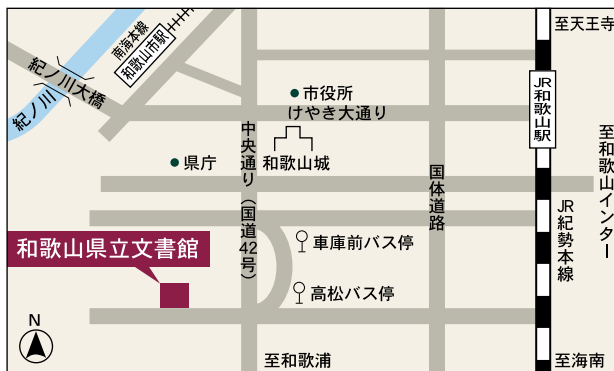 至天王寺
南海本線
和歌山市駅
紀ノ川大橋
紀ノ川
市役所
けやき大通り
JR和歌山駅
至和歌山インター
中央通り(国道42号)
和歌山城
県庁
国体道路
JR紀勢本線
車庫前バス停
和歌山県立文書館
高松バス停
N
至和歌浦
至海南